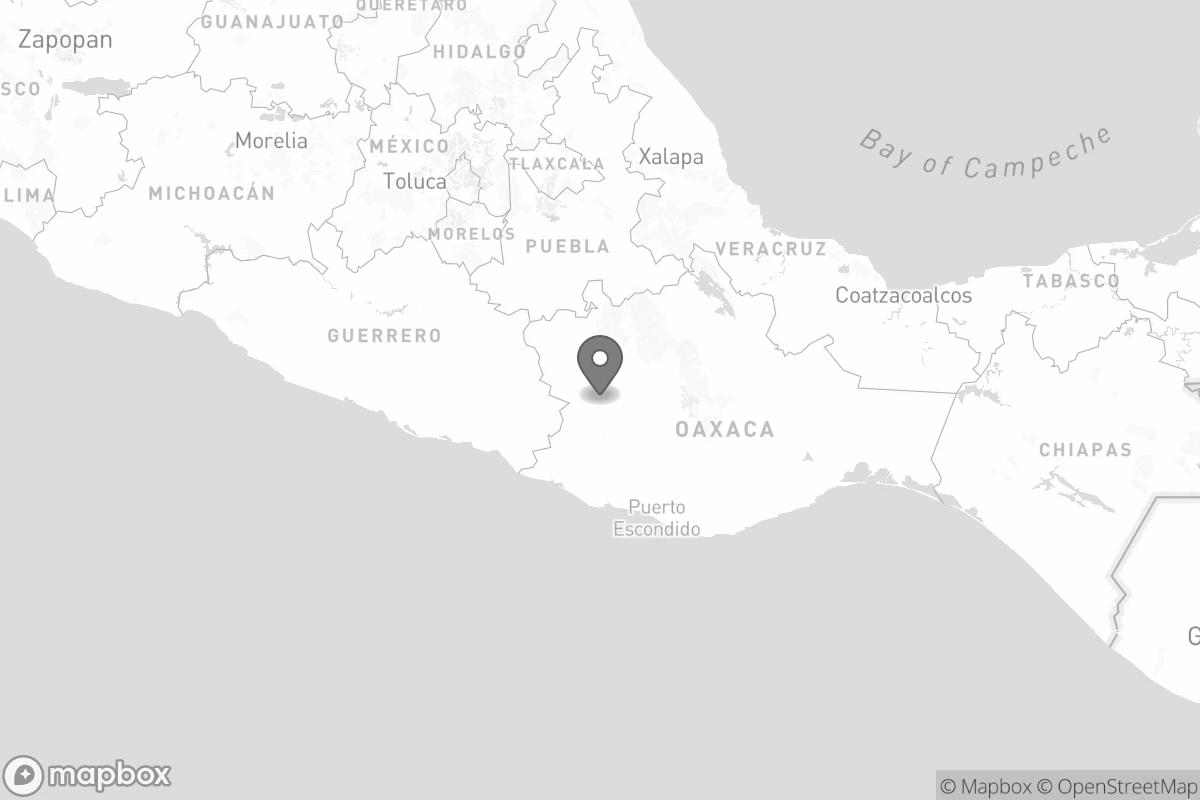 QUERÉTARO
GUANAJUATO
Zapopan
HIDALGO
SCO
Morelia
MÉXICO
TLAXCALA
Xalapa
Bay of Campeche
Toluca
LIMA
MICHOACÁN
MORELOS
PUEBLA
VERACRUZ
TABASCO
Coatzacoalcos
GUERRERO
OAXACA
CHIAPAS
Puerto
Escondido
G
mapbox
© Mapbox © OpenStreetMap